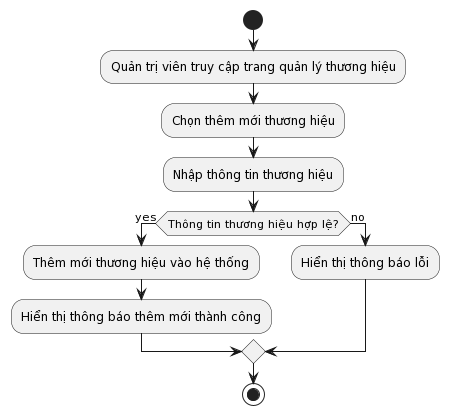 Quản trị viên truy cập trang quản lý thương hiệu
Chọn thêm mới thương hiệu
Nhập thông tin thương hiệu
Thông tin thương hiệu hợp lệ?
yes
no
Thêm mới thương hiệu vào hệ thống
Hiển thị thông báo lỗi
Hiển thị thông báo thêm mới thành công